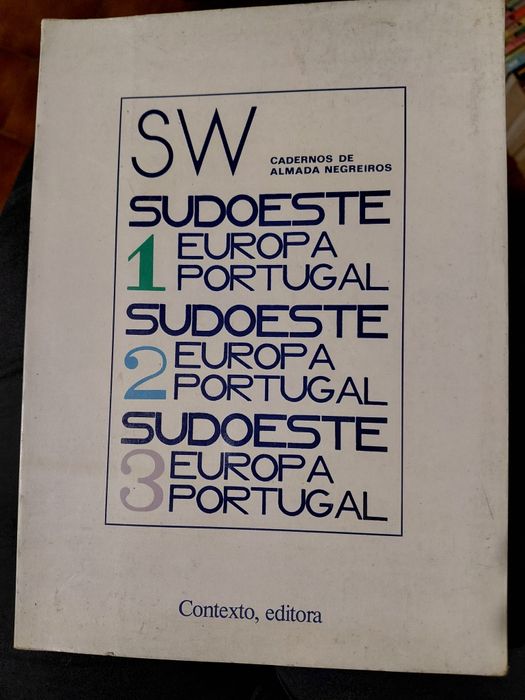 SW
CADERNOS DE
ALMADA NEGREIROS
SUDOESTE
1 EUROPA
PORTUGAL
SUDOESTE
2 EUROPA
PORTUGAL
SUDOESTE
3 EUROPA
PORTUGAL
Contexto, editora